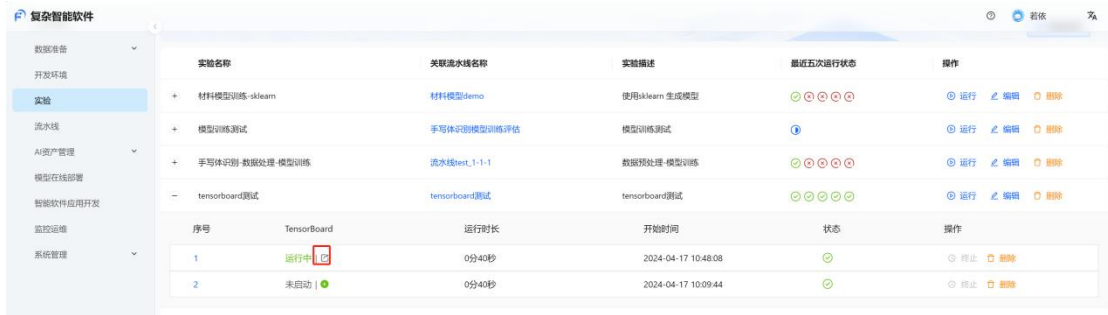 复杂智能软件
若依
数据准备
开发环境
实验
流水线
AI资产管理
模型在线部署
智能软件应用开发
监控运维
系统管理
实验名称 关联流水线名称 实验描述 最近五次运行状态 操作
+ 材料模型训练-sklearn 材料模型demo 使用sklearn 生成模型 运行 编辑 删除
+ 模型训练测试 手写体识别模型训练评估 模型训练测试 运行 编辑 删除
+ 手写体识别-数据处理-模型训练 流水线test_1-1-1 数据预处理-模型训练 运行 编辑 删除
− tensorboard测试 tensorboard测试 tensorboard测试 运行 编辑 删除
序号 TensorBoard 运行时长 开始时间 状态 操作
1 运行中 | 0分40秒 2024-04-17 10:48:08 终止 删除
2 未启动 | 0分40秒 2024-04-17 10:09:44 终止 删除